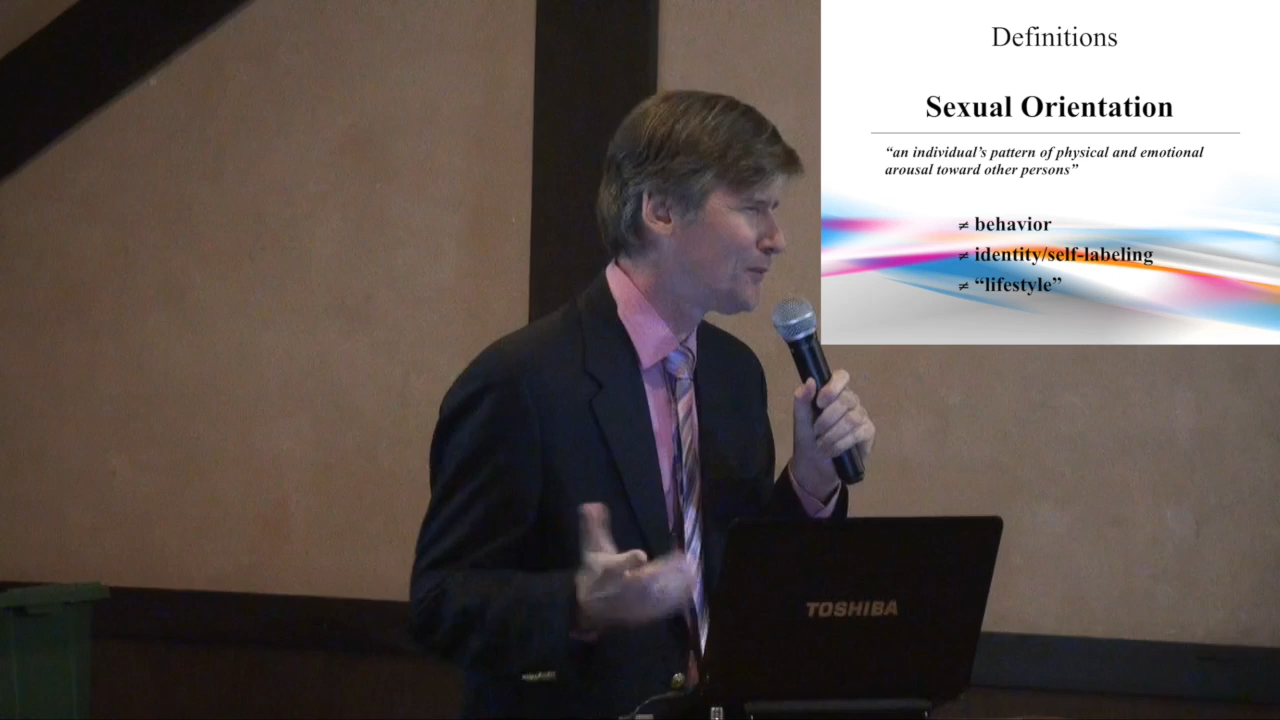 Definitions
Sexual Orientation
“an individual’s pattern of physical and emotional
arousal toward other persons”
≠ behavior
≠ identity/self-labeling
≠ “lifestyle”
TOSHIBA